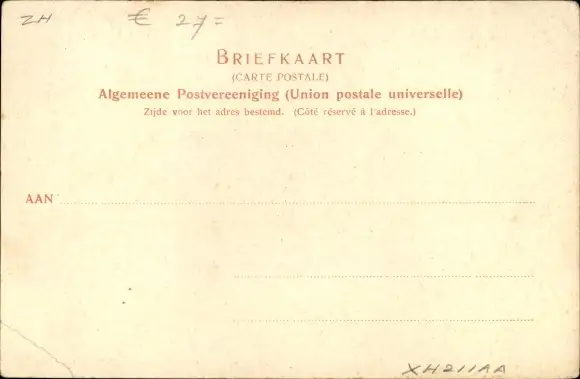 ZH € 27=
BRIEFKAART
(CARTE POSTALE)
Algemeene Postvereeniging (Union postale universelle)
Zijde voor het adres bestemd. (Côté réservé à l'adresse.)
AAN
XH211AA